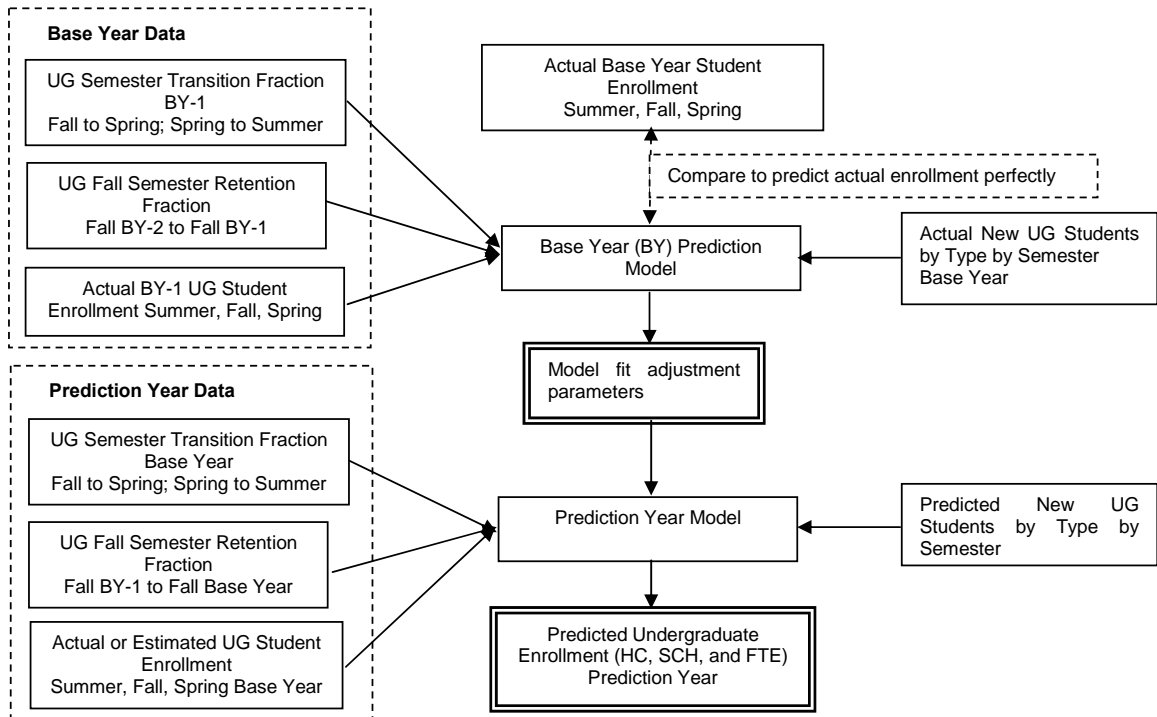 Base Year Data
UG Semester Transition Fraction
BY-1
Fall to Spring; Spring to Summer
UG Fall Semester Retention
Fraction
Fall BY-2 to Fall BY-1
Actual BY-1 UG Student
Enrollment Summer, Fall, Spring
Actual Base Year Student
Enrollment
Summer, Fall, Spring
Compare to predict actual enrollment perfectly
Base Year (BY) Prediction
Model
Actual New UG Students
by Type by Semester
Base Year
Model fit adjustment
parameters
Prediction Year Data
UG Semester Transition Fraction
Base Year
Fall to Spring; Spring to Summer
UG Fall Semester Retention
Fraction
Fall BY-1 to Fall Base Year
Actual or Estimated UG Student
Enrollment
Summer, Fall, Spring Base Year
Prediction Year Model
Predicted New UG
Students by Type by
Semester
Predicted Undergraduate
Enrollment (HC, SCH, and FTE)
Prediction Year